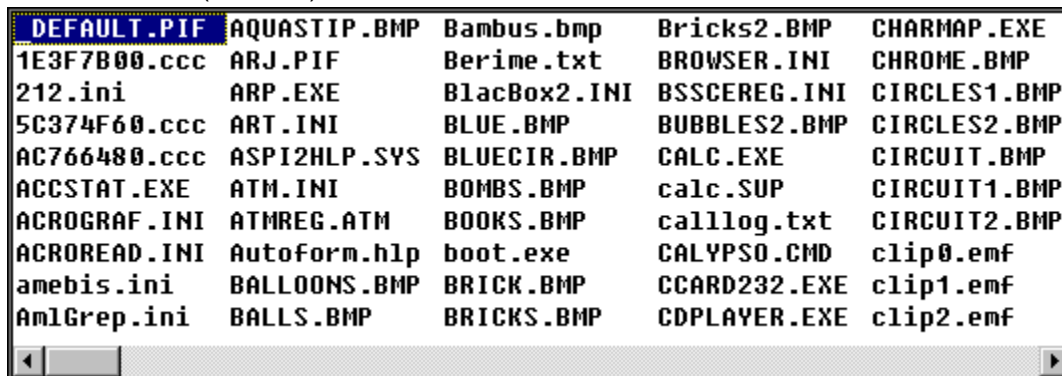 _DEFAULT.PIF AQUASTIP.BMP Bambus.bmp Bricks2.BMP CHARMAP.EXE
1E3F7B00.ccc ARJ.PIF Berime.txt BROWSER.INI CHROME.BMP
212.ini ARP.EXE BlacBox2.INI BSSCEREG.INI CIRCLES1.BMP
5C374F60.ccc ART.INI BLUE.BMP BUBBLES2.BMP CIRCLES2.BMP
AC766480.ccc ASPI2HLP.SYS BLUECIR.BMP CALC.EXE CIRCUIT.BMP
ACCSTAT.EXE ATM.INI BOMBS.BMP calc.SUP CIRCUIT1.BMP
ACROGRAF.INI ATMREG.ATM BOOKS.BMP calllog.txt CIRCUIT2.BMP
ACROREAD.INI Autoform.hlp boot.exe CALYPSO.CMD clip0.emf
amebis.ini BALLOONS.BMP BRICK.BMP CCARD232.EXE clip1.emf
AmlGrep.ini BALLS.BMP BRICKS.BMP CDPLAYER.EXE clip2.emf